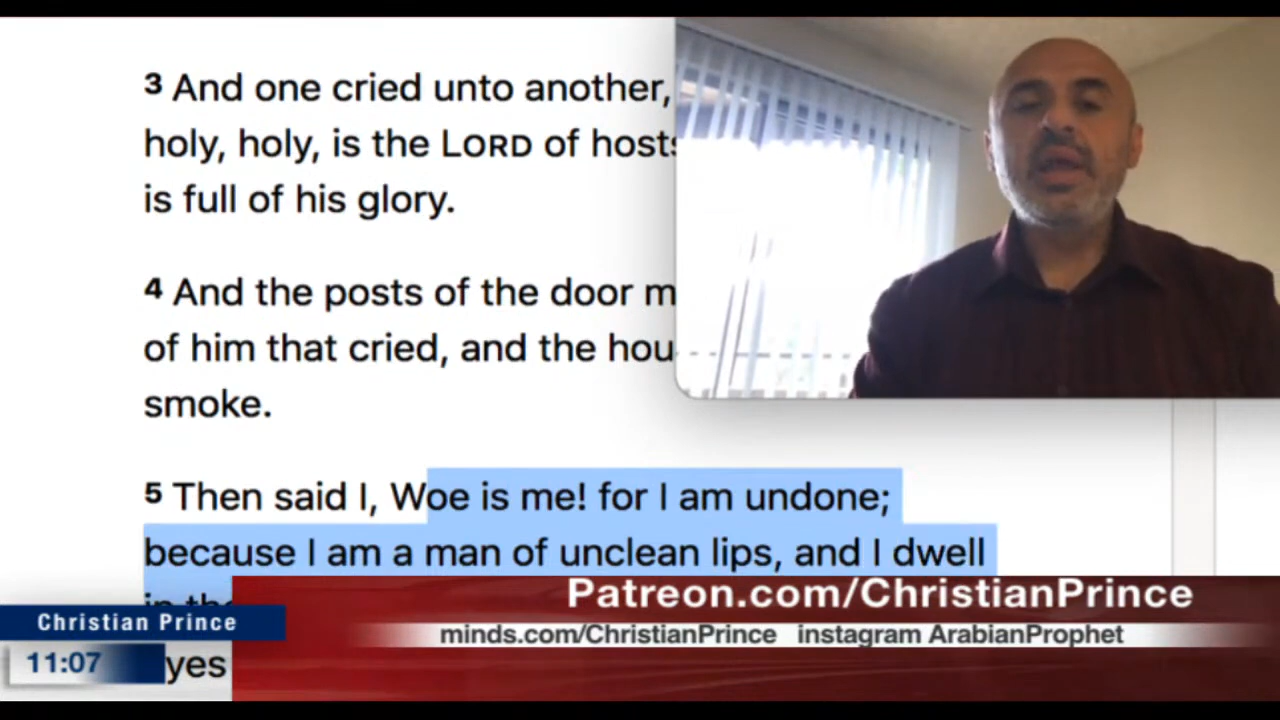 3 And one cried unto another,
holy, holy, is the LORD of hosts
is full of his glory.
4 And the posts of the door m
of him that cried, and the hou
smoke.
5 Then said I, Woe is me! for I am undone;
because I am a man of unclean lips, and I dwell
in the
yes
Patreon.com/ChristianPrince
minds.com/ChristianPrince instagram ArabianProphet
Christian Prince
11:07